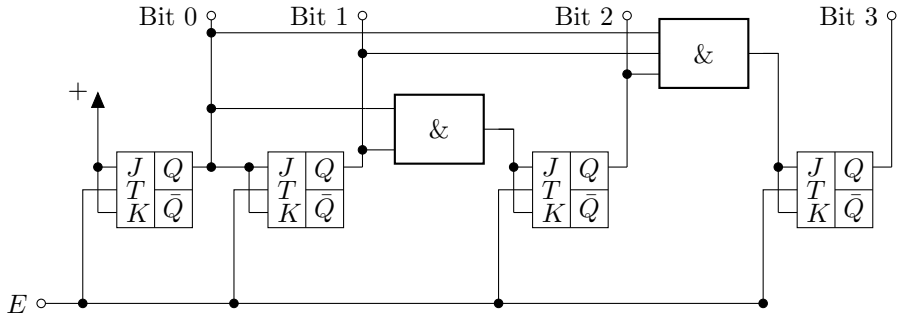 Bit 0 Bit 1 Bit 2 Bit 3
&
+
&
J Q J Q J Q J Q
T T T T
K Q̄ K Q̄ K Q̄ K Q̄
E